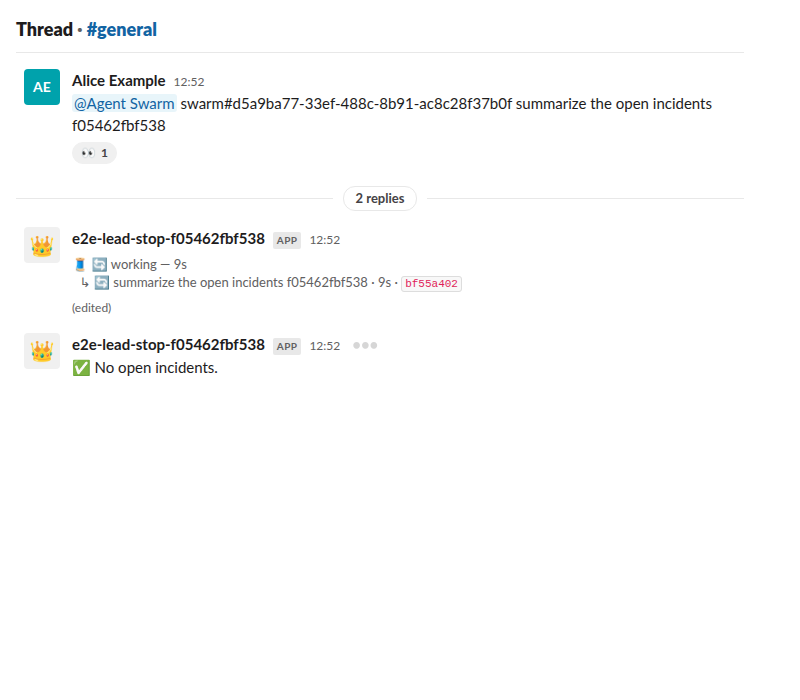 Thread • #general
AE
Alice Example 12:52
@Agent Swarm swarm#d5a9ba77-33ef-488c-8b91-ac8c28f37b0f summarize the open incidents
f05462fbf538
👀 1
2 replies
e2e-lead-stop-f05462fbf538 APP 12:52
🧵 🔄 working — 9s
↳ 🔄 summarize the open incidents f05462fbf538 · 9s · bf55a402
(edited)
e2e-lead-stop-f05462fbf538 APP 12:52
✅ No open incidents.